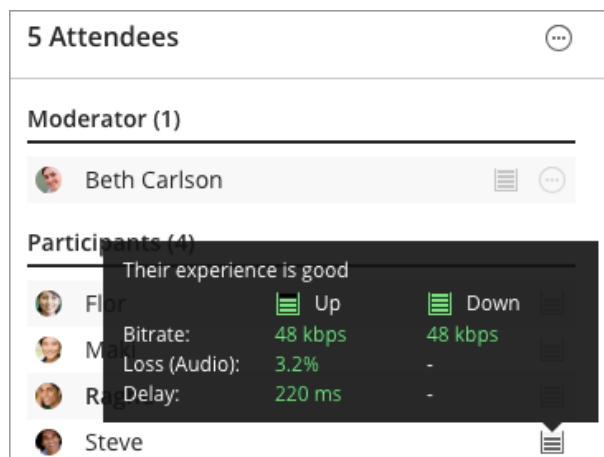 5 Attendees
Moderator (1)
Beth Carlson
Participants (4)
Their experience is good
Flor
Up Down
Bitrate: 48 kbps 48 kbps
Loss (Audio): 3.2% -
Delay: 220 ms -
Steve